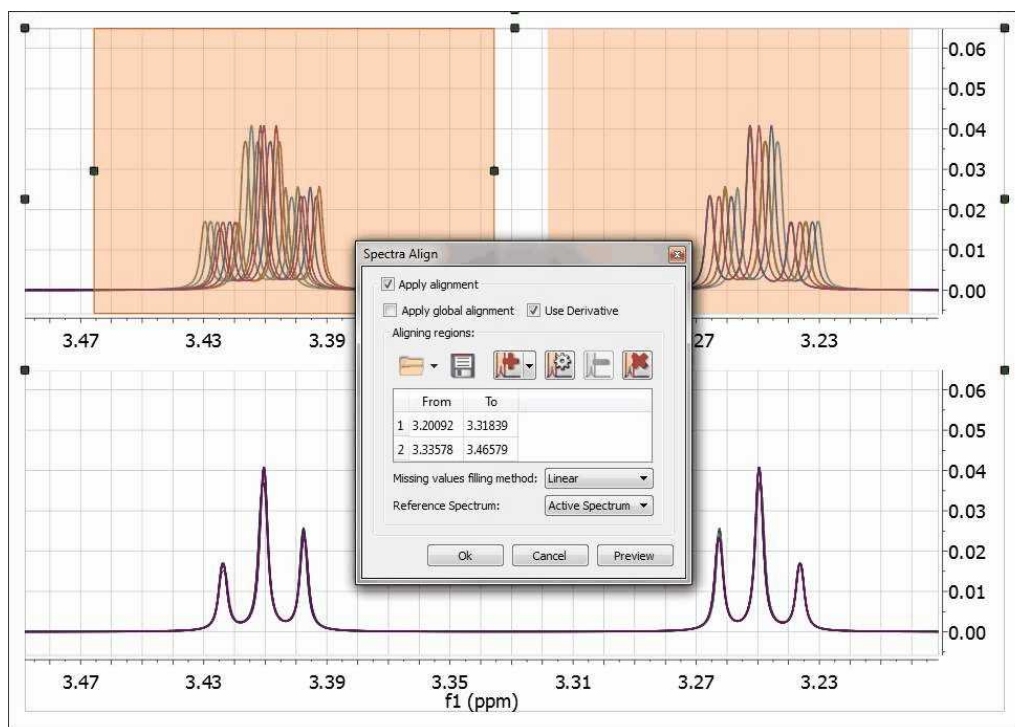 0.06
0.05
0.04
0.03
0.02
0.01
0.00
3.47 3.43 3.39 27 3.23
Spectra Align
Apply alignment
Apply global alignment Use Derivative
Aligning regions:
From To
1 3.20092 3.31839
2 3.33578 3.46579
Missing values filling method: Linear
Reference Spectrum: Active Spectrum
Ok Cancel Preview
0.06
0.05
0.04
0.03
0.02
0.01
0.00
3.47 3.43 3.39 3.35 3.31 3.27 3.23
f1 (ppm)